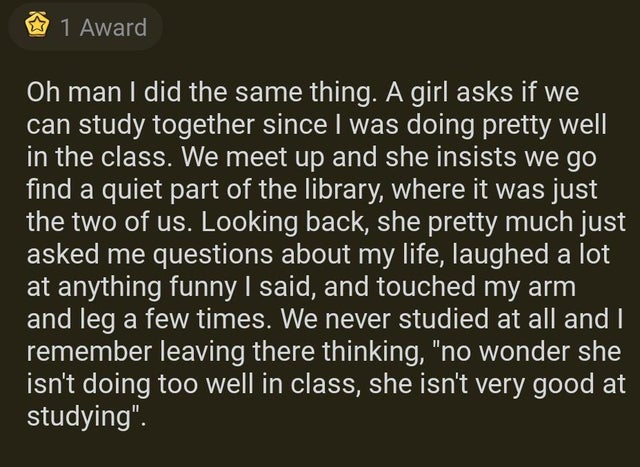 1 Award
Oh man I did the same thing. A girl asks if we
can study together since I was doing pretty well
in the class. We meet up and she insists we go
find a quiet part of the library, where it was just
the two of us. Looking back, she pretty much just
asked me questions about my life, laughed a lot
at anything funny I said, and touched my arm
and leg a few times. We never studied at all and I
remember leaving there thinking, "no wonder she
isn't doing too well in class, she isn't very good at
studying".